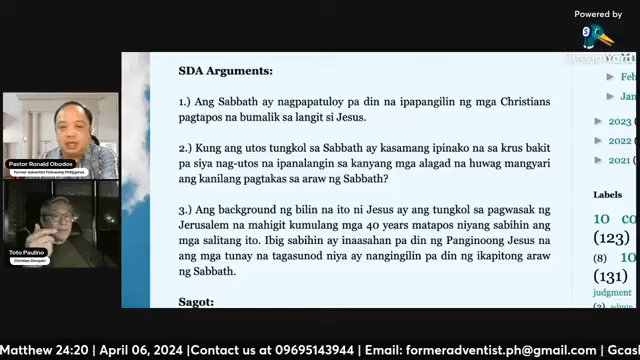 Powered by
StreamYard
SDA Arguments:
1.) Ang Sabbath ay nagpapatuloy pa din na ipapangilin ng mga Christians
pagtapos na bumalik sa langit si Jesus.
2.) Kung ang utos tungkol sa Sabbath ay kasamang ipinako na sa krus bakit
pa siya nag-utos na ipanalangin sa kanyang mga alagad na huwag mangyari
ang kanilang pagtakas sa araw ng Sabbath?
3.) Ang background ng bilin na ito ni Jesus ay ang tungkol sa pagwasak ng
Jerusalem na mahigit kumulang mga 40 years matapos niyang sabihin ang
mga salitang ito. Ibig sabihin ay inaasahan pa din ng Panginoong Jesus na
ang mga tunay na tagasunod niya ay nangingilin pa din ng ikapitong araw
ng Sabbath.
Sagot:
Feb
Jan
2023
2022
2021
Labels
10 CO
(123)
(8) 10
(131)
judgment
Pastor Ronald Obodos
Former Adventist Fellowship Philippines
Toto Paulino
Matthew 24:20 | April 06, 2024 |Contact us at 09695143944 | Email: formeradventist.ph@gmail.com | Gcash